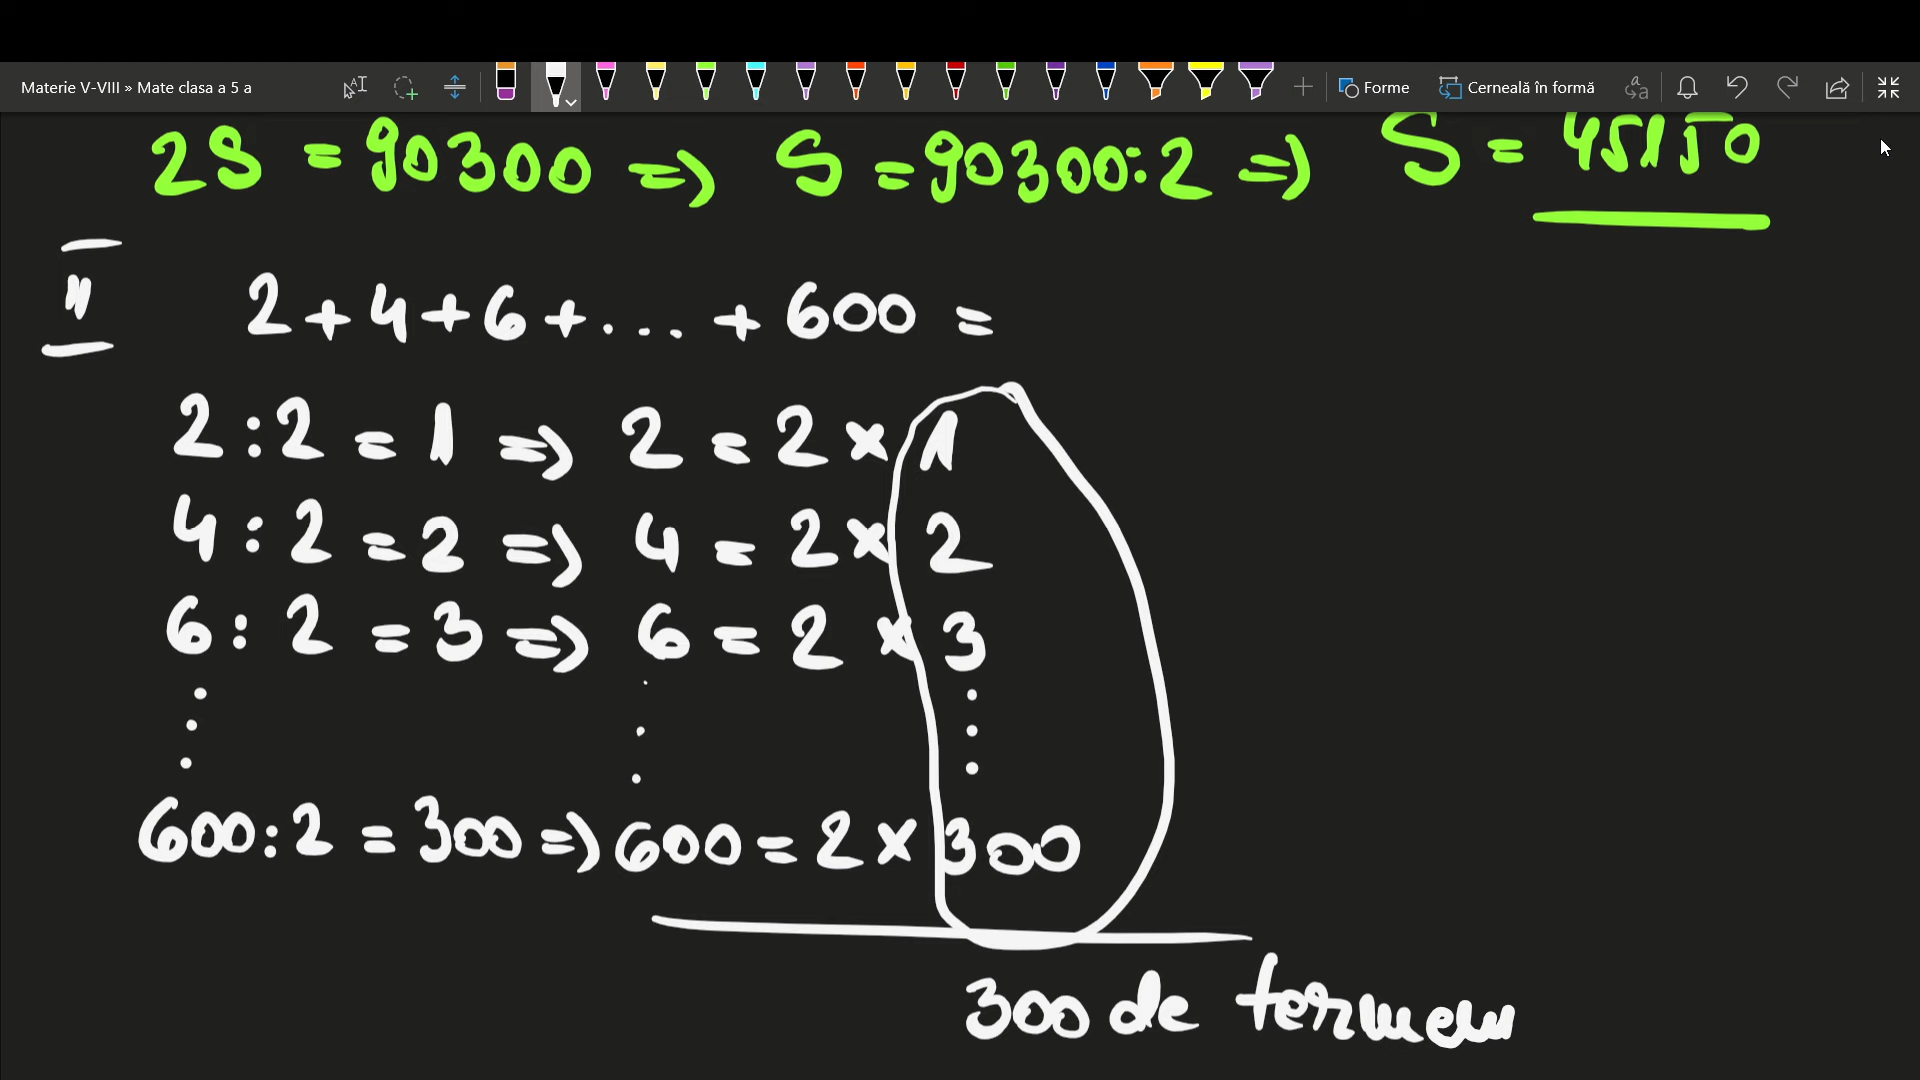 Materie V-VIII » Mate clasa a 5 a Forme Cerneală în formă
2S = 90300 => S = 90300:2 => S = 45150
II 2 + 4 + 6 + ... + 600 =
2 : 2 = 1 => 2 = 2 × 1
4 : 2 = 2 => 4 = 2 × 2
6 : 2 = 3 => 6 = 2 × 3
600 : 2 = 300 => 600 = 2 × 300
300 de termeni